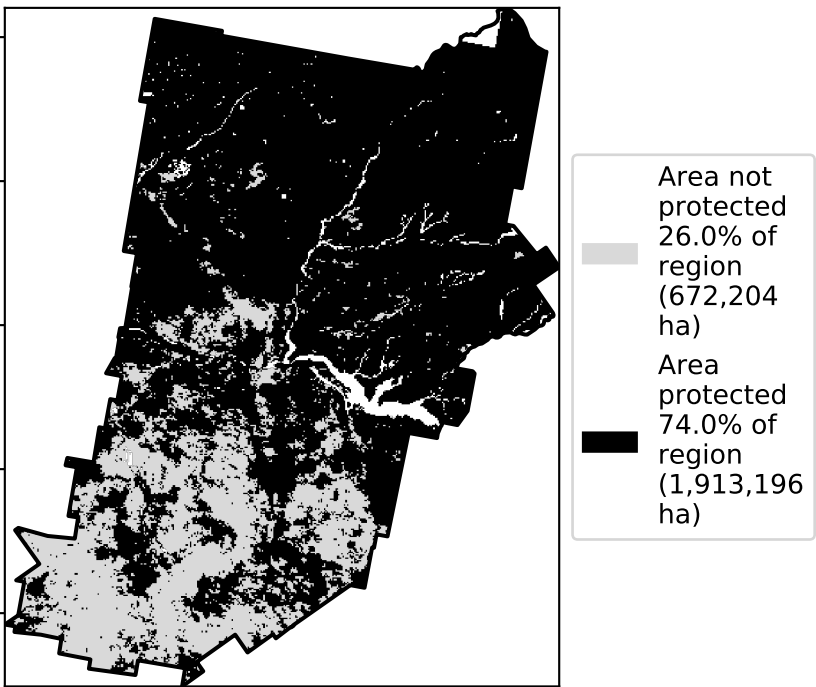 Area not
protected
26.0% of
region
(672,204
ha)
Area
protected
74.0% of
region
(1,913,196
ha)